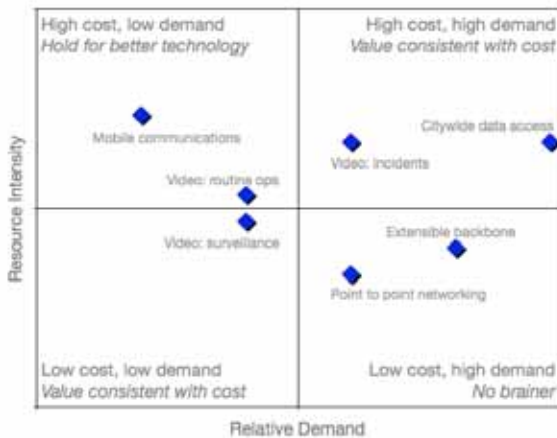 High cost, low demand
Hold for better technology
High cost, high demand
Value consistent with cost
Mobile communications
Citywide data access
Video: incidents
Video: routine ops
Video: surveillance
Extensible backbone
Point to point networking
Low cost, low demand
Value consistent with cost
Low cost, high demand
No brainer
Resource Intensity
Relative Demand